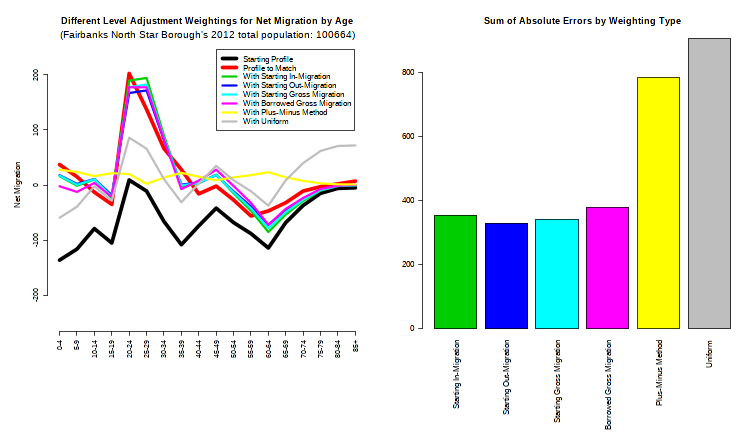 Different Level Adjustment Weightings for Net Migration by Age
(Fairbanks North Star Borough's 2012 total population: 100664)
Starting Profile
Profile to Match
With Starting In-Migration
With Starting Out-Migration
With Starting Gross Migration
With Borrowed Gross Migration
With Plus-Minus Method
With Uniform
Net Migration
200
100
0
-100
-200
0-4
5-9
10-14
15-19
20-24
25-29
30-34
35-39
40-44
45-49
50-54
55-59
60-64
65-69
70-74
75-79
80-84
85+
Sum of Absolute Errors by Weighting Type
800
600
400
200
0
Starting In-Migration
Starting Out-Migration
Starting Gross Migration
Borrowed Gross Migration
Plus-Minus Method
Uniform